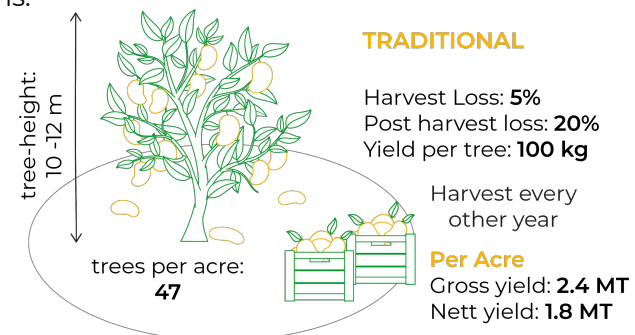 is.
TRADITIONAL
tree-height:
10 -12 m
Harvest Loss: 5%
Post harvest loss: 20%
Yield per tree: 100 kg
Harvest every
other year
trees per acre:
47
Per Acre
Gross yield: 2.4 MT
Nett yield: 1.8 MT